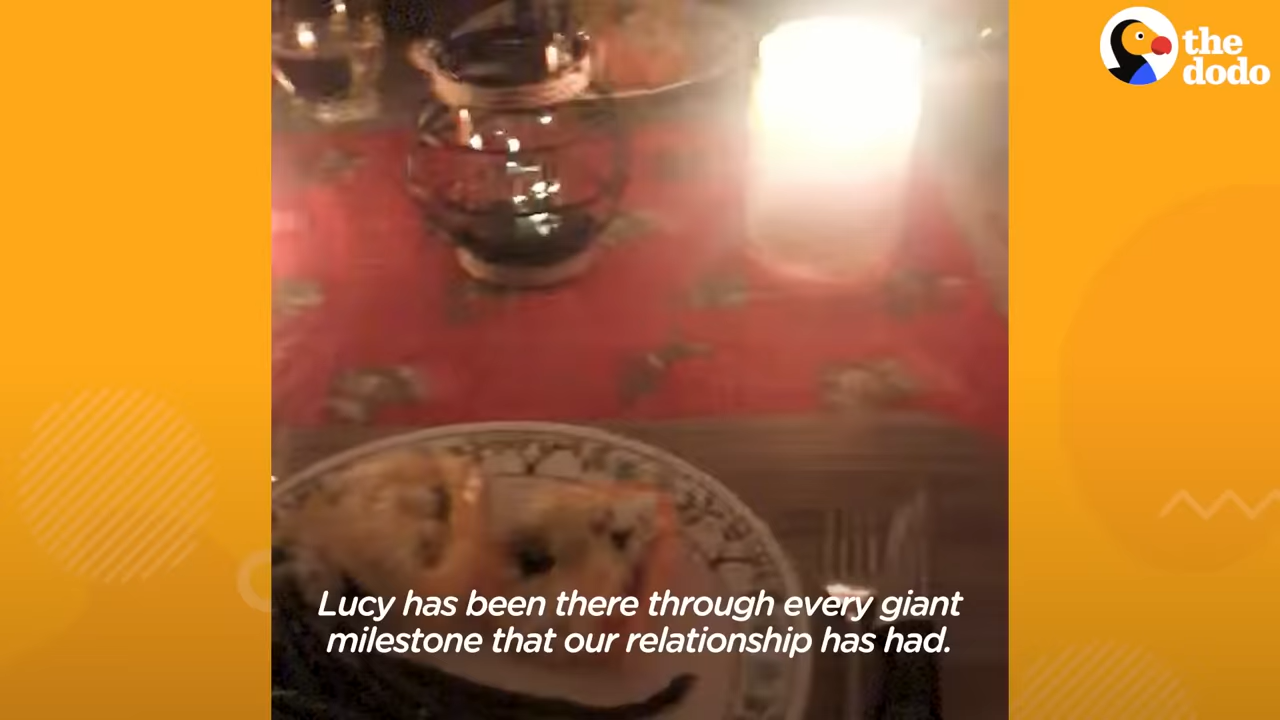 the
dodo
Lucy has been there through every giant
milestone that our relationship has had.